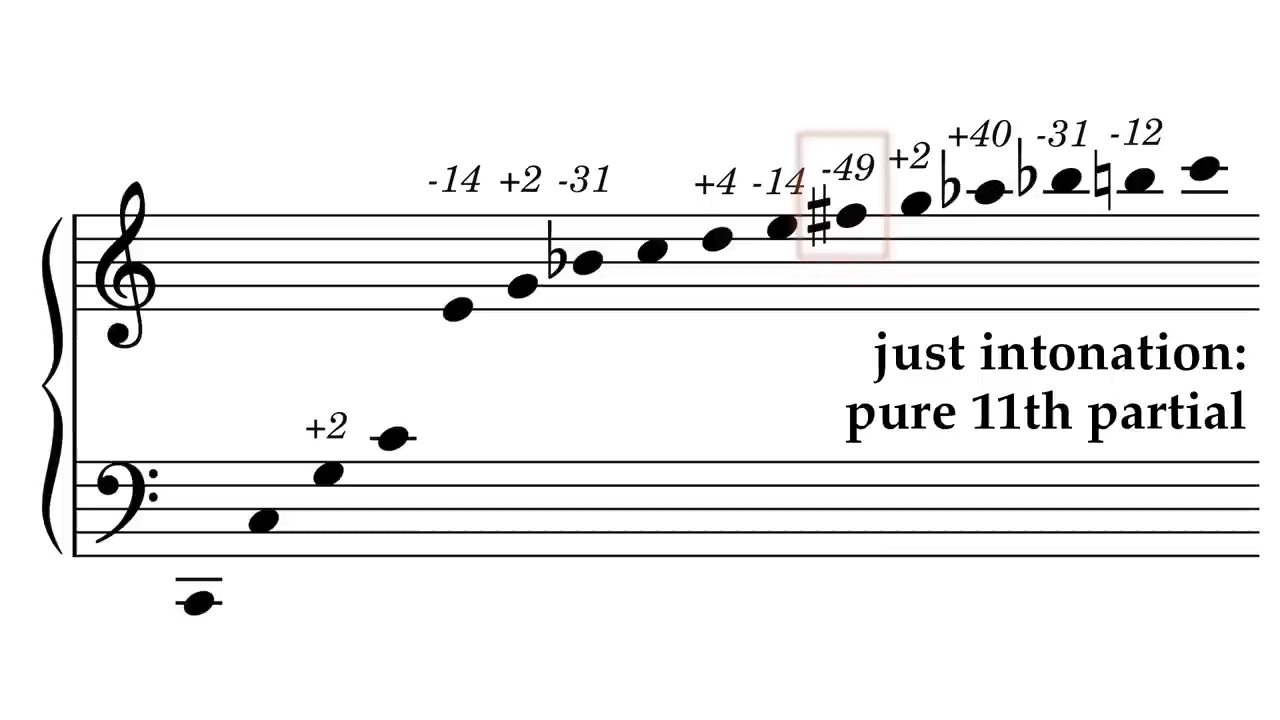 -14 +2 -31 +4 -14 -49 +2 +40 -31 -12
just intonation:
pure 11th partial
+2